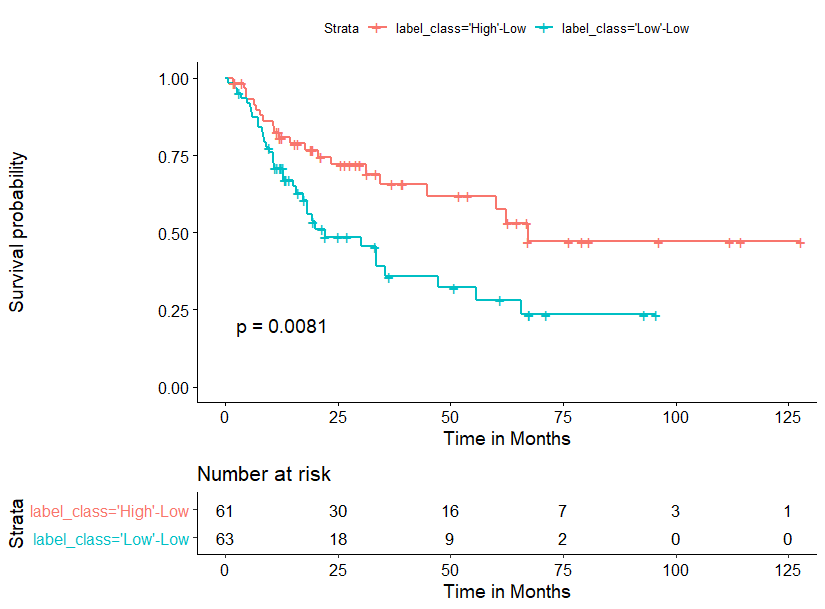 Strata label_class='High'-Low label_class='Low'-Low
Survival probability
1.00
0.75
0.50
0.25
0.00
p = 0.0081
0 25 50 75 100 125
Time in Months
Number at risk
Strata
label_class='High'-Low 61 30 16 7 3 1
label_class='Low'-Low 63 18 9 2 0 0
0 25 50 75 100 125
Time in Months